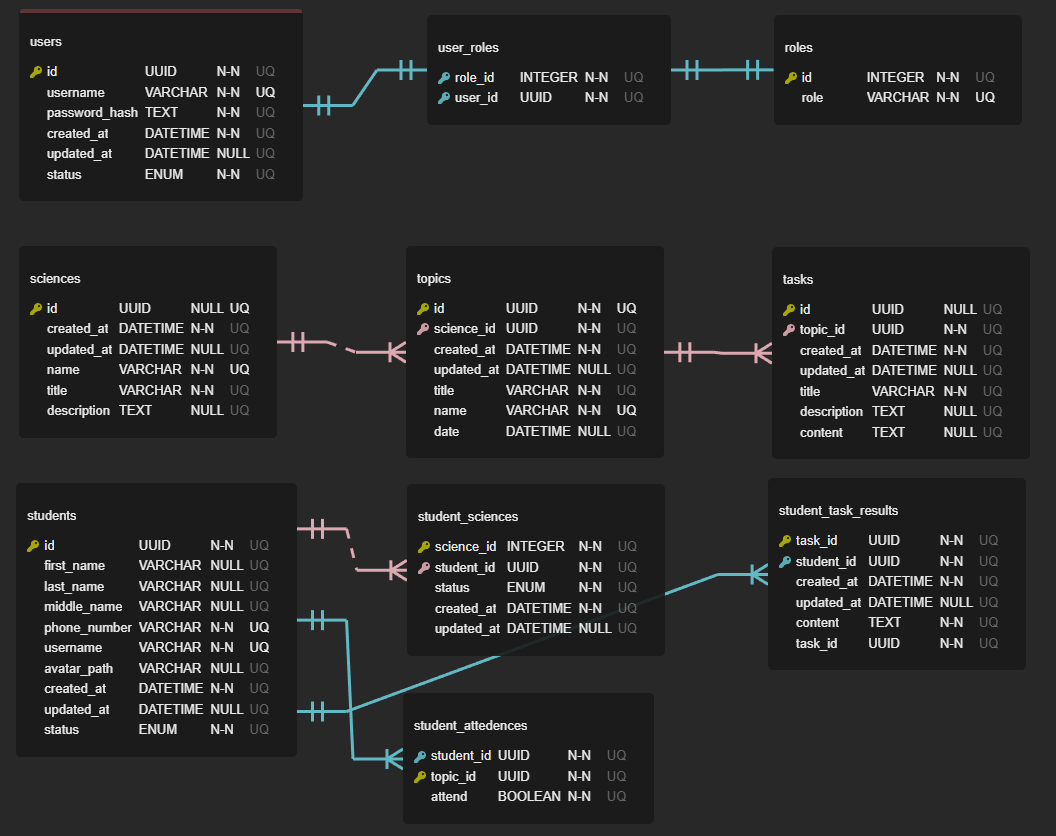 users
id UUID N-N UQ
username VARCHAR N-N UQ
password_hash TEXT N-N UQ
created_at DATETIME N-N UQ
updated_at DATETIME NULL UQ
status ENUM N-N UQ
user_roles
role_id INTEGER N-N UQ
user_id UUID N-N UQ
roles
id INTEGER N-N UQ
role VARCHAR N-N UQ
sciences
id UUID NULL UQ
created_at DATETIME N-N UQ
updated_at DATETIME NULL UQ
name VARCHAR N-N UQ
title VARCHAR N-N UQ
description TEXT NULL UQ
topics
id UUID N-N UQ
science_id UUID N-N UQ
created_at DATETIME N-N UQ
updated_at DATETIME NULL UQ
title VARCHAR N-N UQ
name VARCHAR N-N UQ
date DATETIME NULL UQ
tasks
id UUID NULL UQ
topic_id UUID N-N UQ
created_at DATETIME N-N UQ
updated_at DATETIME NULL UQ
title VARCHAR N-N UQ
description TEXT NULL UQ
content TEXT NULL UQ
students
id UUID N-N UQ
first_name VARCHAR NULL UQ
last_name VARCHAR NULL UQ
middle_name VARCHAR NULL UQ
phone_number VARCHAR N-N UQ
username VARCHAR N-N UQ
avatar_path VARCHAR NULL UQ
created_at DATETIME N-N UQ
updated_at DATETIME NULL UQ
status ENUM N-N UQ
student_sciences
science_id INTEGER N-N UQ
student_id UUID N-N UQ
status ENUM N-N UQ
created_at DATETIME N-N UQ
updated_at DATETIME NULL UQ
student_task_results
task_id UUID N-N UQ
student_id UUID N-N UQ
created_at DATETIME N-N UQ
updated_at DATETIME NULL UQ
content TEXT N-N UQ
task_id UUID N-N UQ
student_attedences
student_id UUID N-N UQ
topic_id UUID N-N UQ
attend BOOLEAN N-N UQ